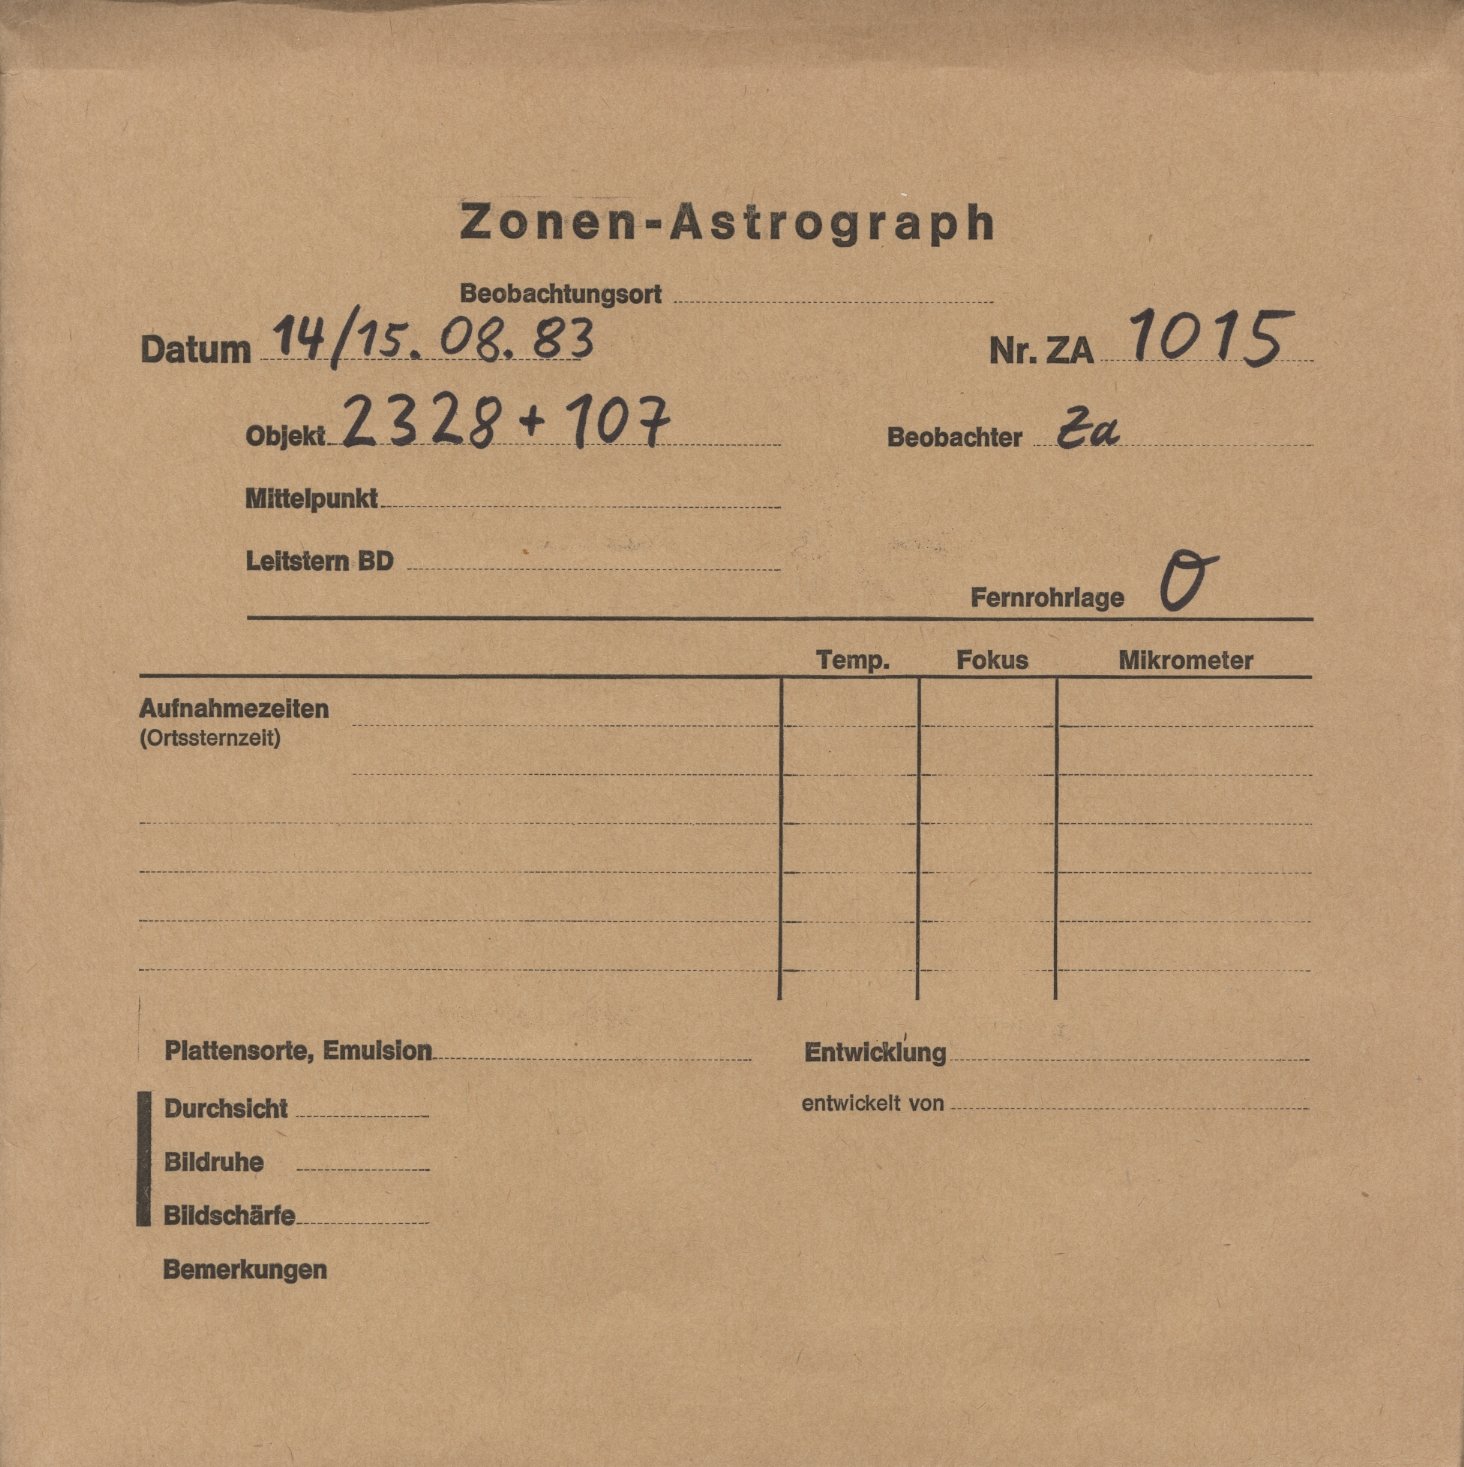 Zonen-Astrograph
Beobachtungsort
Datum 14/15. 08. 83 Nr. ZA 1015
Objekt 2328 + 107 Beobachter Za
Mittelpunkt
Leitstern BD
Fernrohrlage O
Temp. Fokus Mikrometer
Aufnahmezeiten
(Ortssternzeit)
Plattensorte, Emulsion Entwicklung
Durchsicht entwickelt von
Bildruhe
Bildschärfe
Bemerkungen